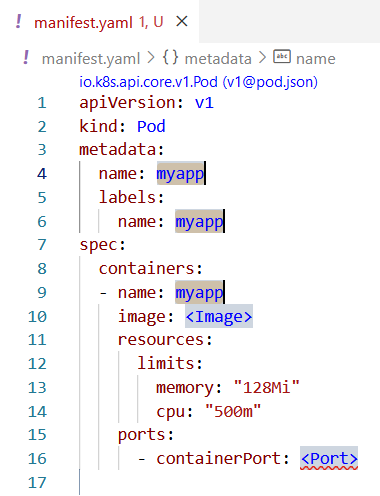 ! manifest.yaml 1, U ×
! manifest.yaml > {} metadata > abc name
io.k8s.api.core.v1.Pod (v1@pod.json)
1 apiVersion: v1
2 kind: Pod
3 metadata:
4   name: myapp
5   labels:
6     name: myapp
7 spec:
8   containers:
9   - name: myapp
10     image: <Image>
11     resources:
12       limits:
13         memory: "128Mi"
14         cpu: "500m"
15     ports:
16       - containerPort: <Port>
17